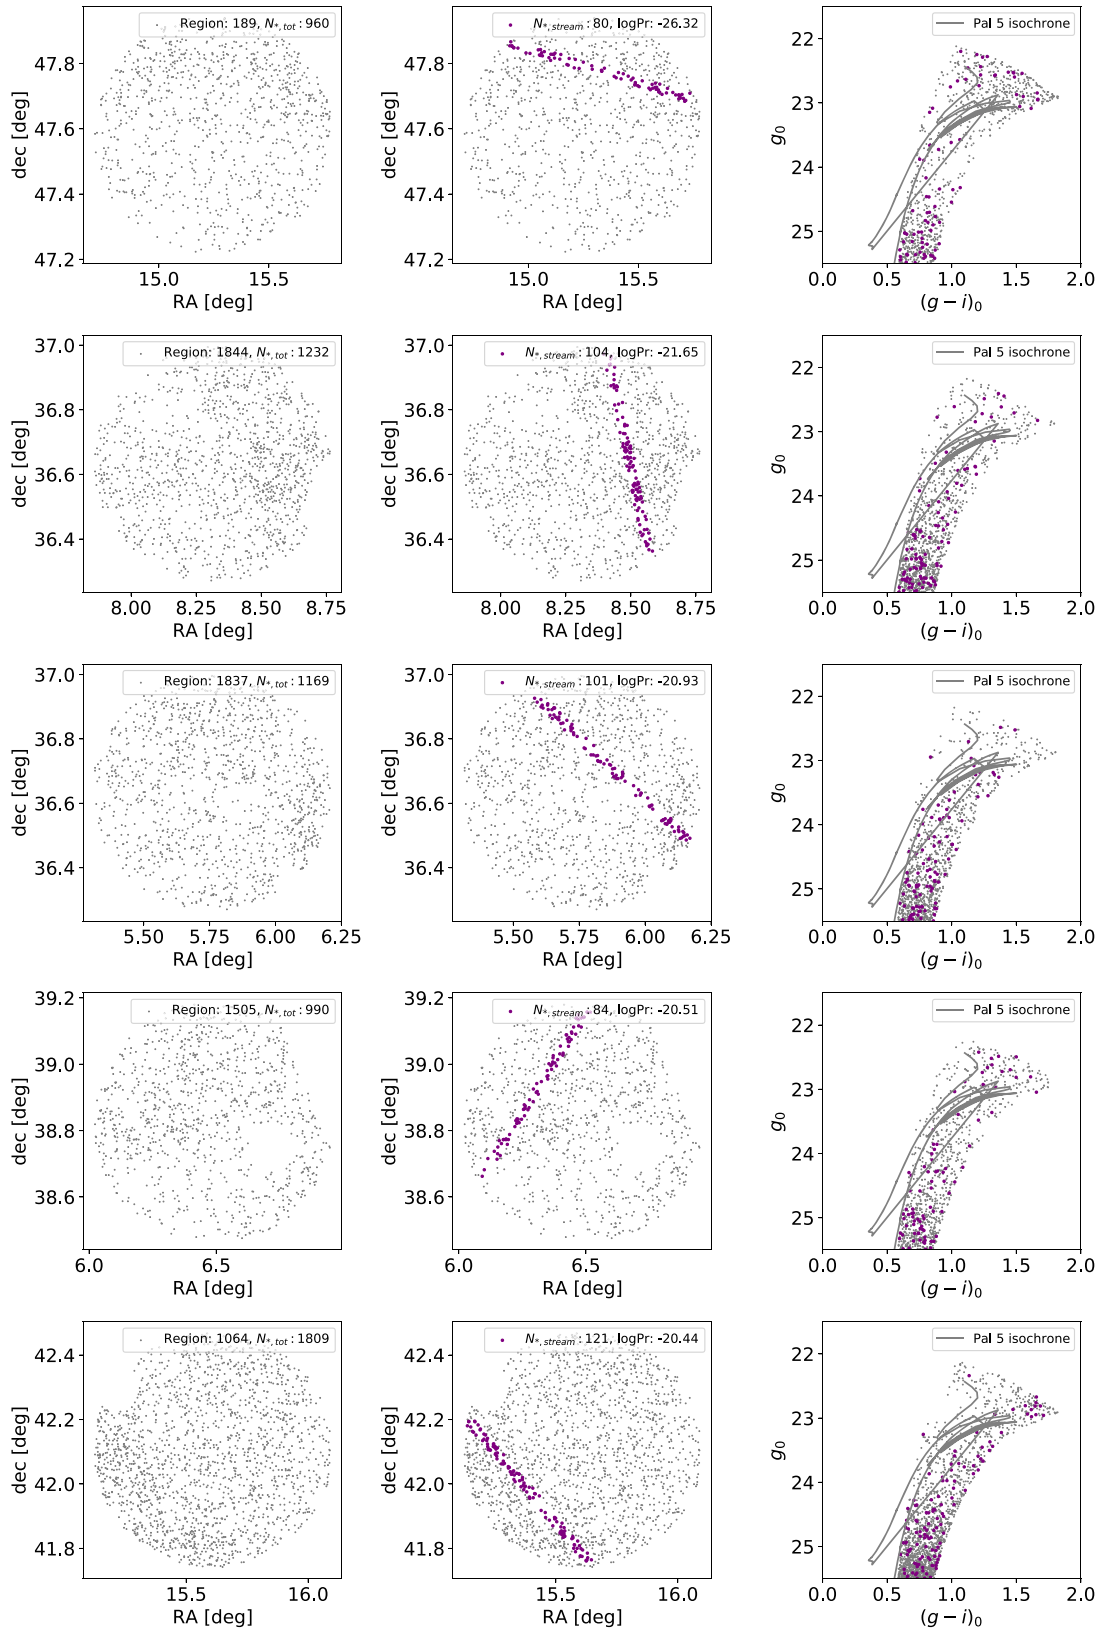 Region: 189, N*,tot : 960
47.8
47.6
47.4
47.2
dec [deg]
15.0 15.5
RA [deg]
N*,stream : 80, logPr: -26.32
47.8
47.6
47.4
47.2
dec [deg]
15.0 15.5
RA [deg]
Pal 5 isochrone
22
23
24
25
g0
0.0 0.5 1.0 1.5 2.0
(g − i)0
Region: 1844, N*,tot : 1232
37.0
36.8
36.6
36.4
dec [deg]
8.00 8.25 8.50 8.75
RA [deg]
N*,stream : 104, logPr: -21.65
37.0
36.8
36.6
36.4
dec [deg]
8.00 8.25 8.50 8.75
RA [deg]
Pal 5 isochrone
22
23
24
25
g0
0.0 0.5 1.0 1.5 2.0
(g − i)0
Region: 1837, N*,tot : 1169
37.0
36.8
36.6
36.4
dec [deg]
5.50 5.75 6.00 6.25
RA [deg]
N*,stream : 101, logPr: -20.93
37.0
36.8
36.6
36.4
dec [deg]
5.50 5.75 6.00 6.25
RA [deg]
Pal 5 isochrone
22
23
24
25
g0
0.0 0.5 1.0 1.5 2.0
(g − i)0
Region: 1505, N*,tot : 990
39.2
39.0
38.8
38.6
dec [deg]
6.0 6.5
RA [deg]
N*,stream : 84, logPr: -20.51
39.2
39.0
38.8
38.6
dec [deg]
6.0 6.5
RA [deg]
Pal 5 isochrone
22
23
24
25
g0
0.0 0.5 1.0 1.5 2.0
(g − i)0
Region: 1064, N*,tot : 1809
42.4
42.2
42.0
41.8
dec [deg]
15.5 16.0
RA [deg]
N*,stream : 121, logPr: -20.44
42.4
42.2
42.0
41.8
dec [deg]
15.5 16.0
RA [deg]
Pal 5 isochrone
22
23
24
25
g0
0.0 0.5 1.0 1.5 2.0
(g − i)0